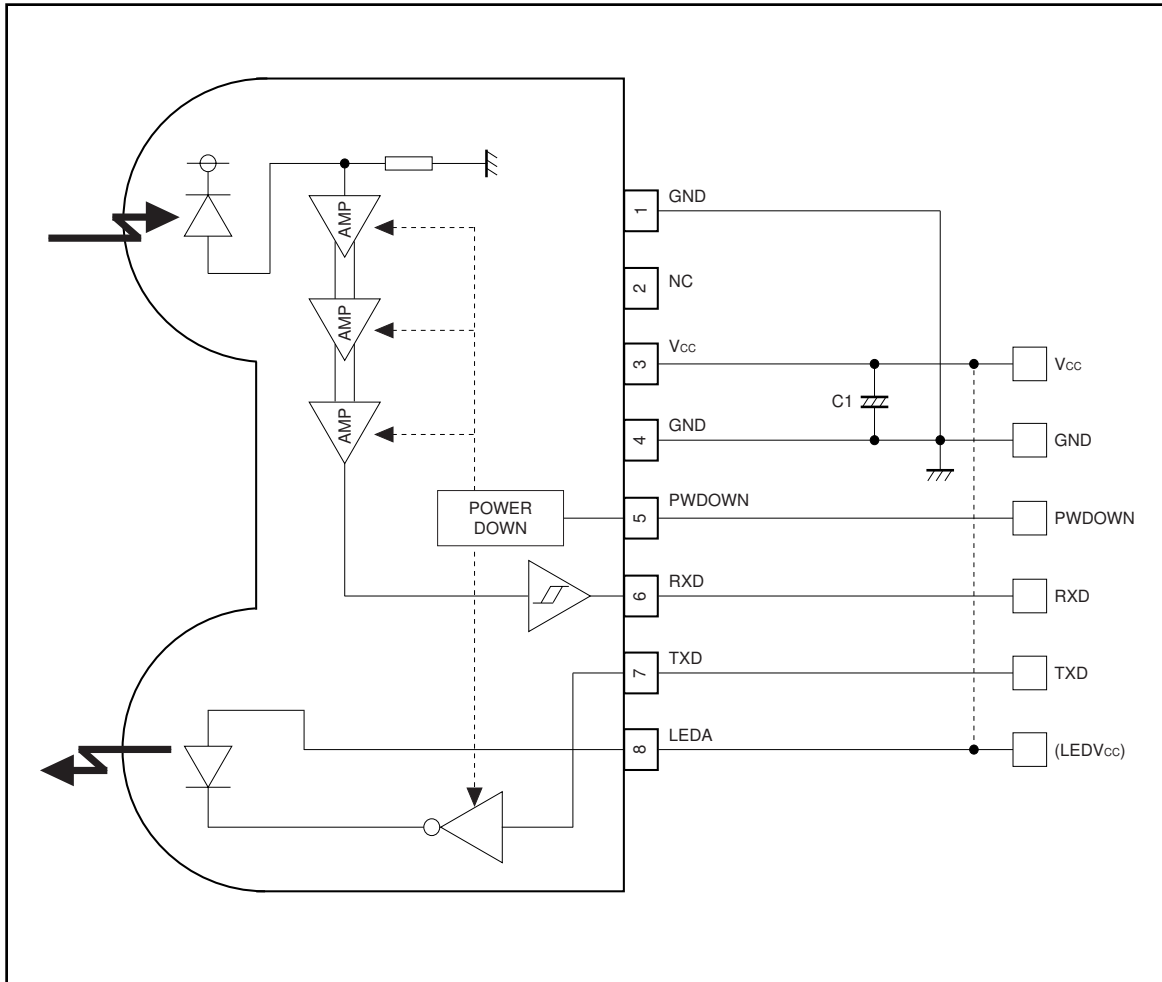 AMP
AMP
AMP
POWER
DOWN
1 GND
2 NC
3 Vcc
4 GND
5 PWDOWN
6 RXD
7 TXD
8 LEDA
C1
Vcc
GND
PWDOWN
RXD
TXD
(LEDVcc)